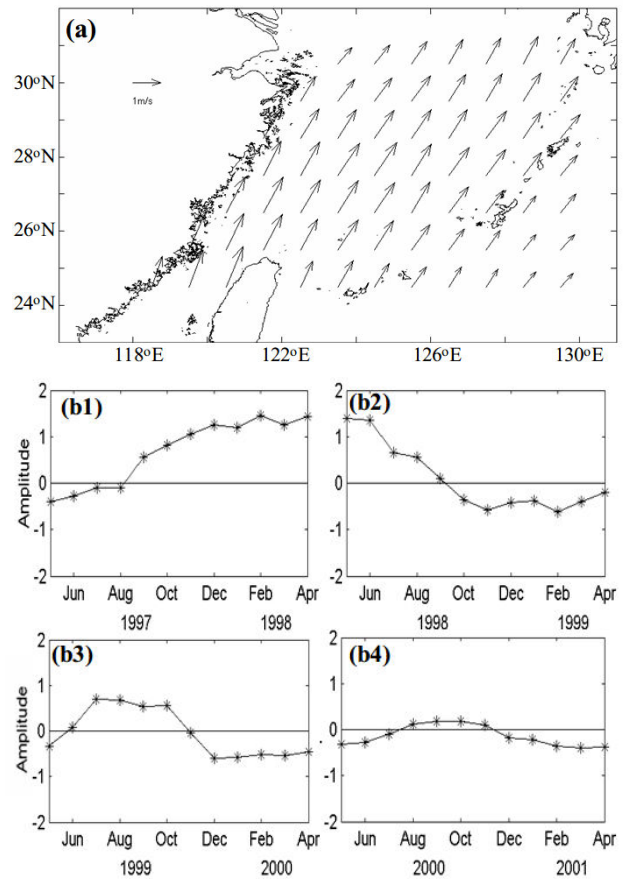 (a)
30°N
1m/s
28°N
26°N
24°N
118°E 122°E 126°E 130°E
(b1) (b2)
2 2
1 1
0 0
-1 -1
-2 -2
Amplitude
Jun Aug Oct Dec Feb Apr Jun Aug Oct Dec Feb Apr
1997 1998 1998 1999
(b3) (b4)
2 2
1 1
0 0
-1 -1
-2 -2
Amplitude
Jun Aug Oct Dec Feb Apr Jun Aug Oct Dec Feb Apr
1999 2000 2000 2001